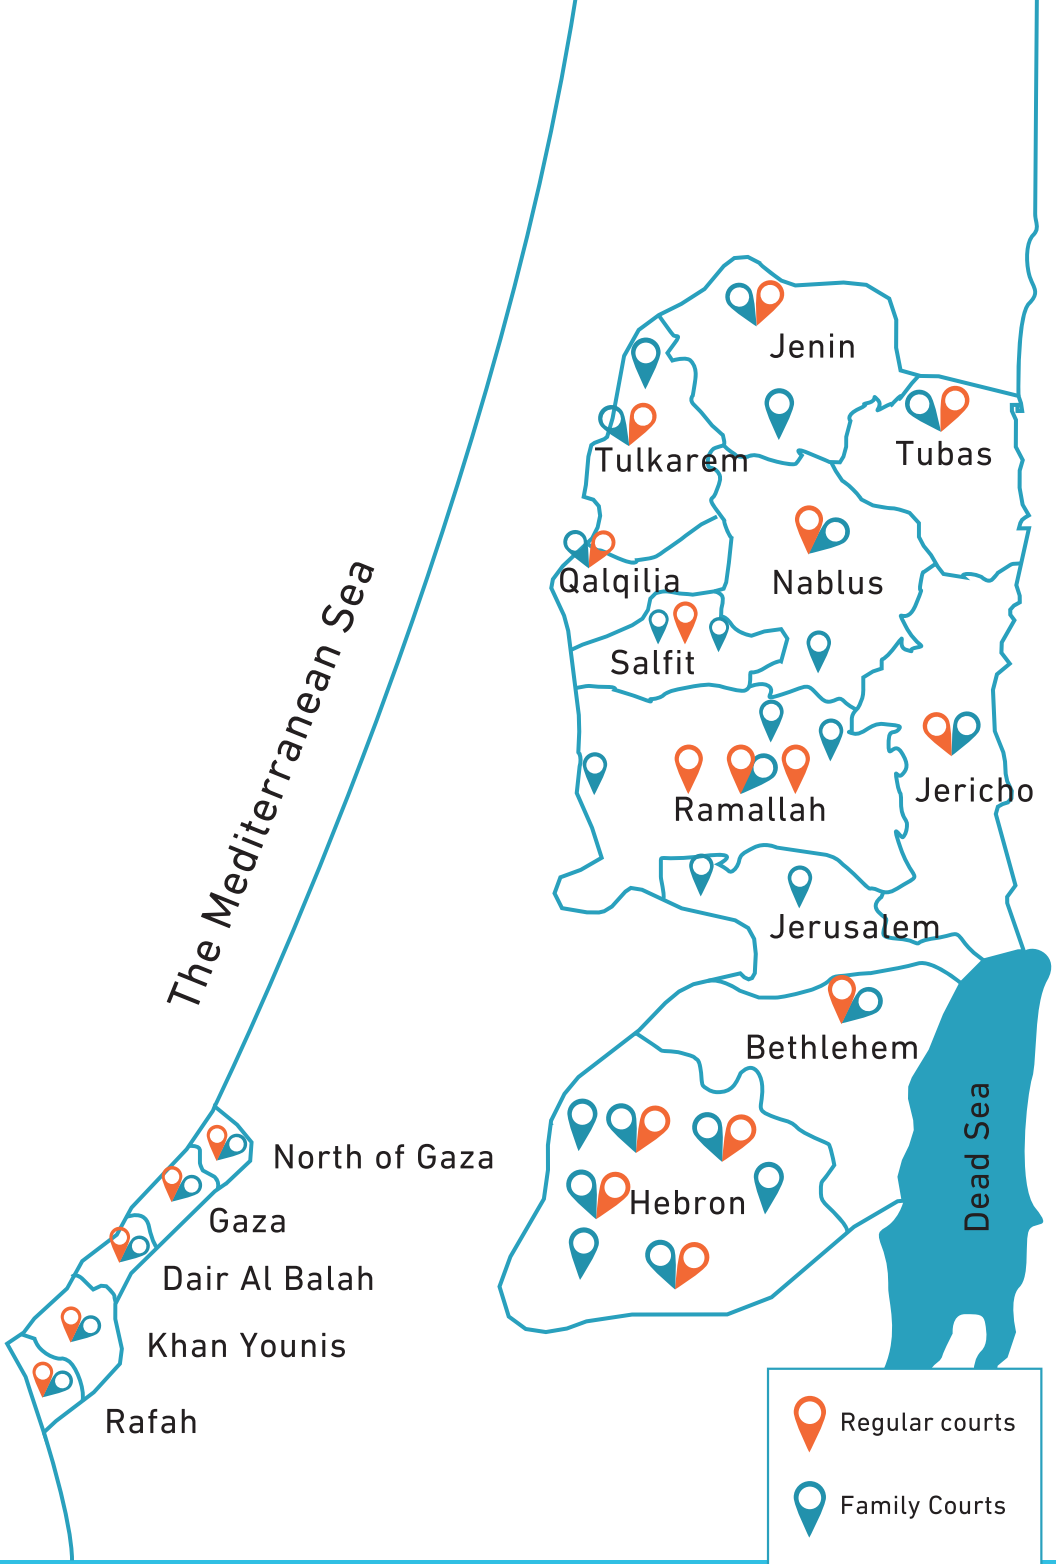 Jenin
Tubas
Tulkarem
Qalqilia
Nablus
Salfit
The Mediterranean Sea
Jericho
Ramallah
Jerusalem
Bethlehem
Dead Sea
North of Gaza
Hebron
Gaza
Dair Al Balah
Khan Younis
Rafah
Regular courts
Family Courts